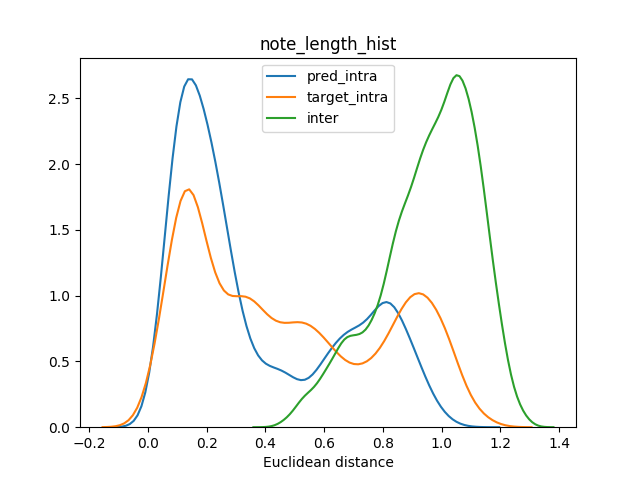 note_length_hist
pred_intra
target_intra
inter
2.5
2.0
1.5
1.0
0.5
0.0
−0.2 0.0 0.2 0.4 0.6 0.8 1.0 1.2 1.4
Euclidean distance